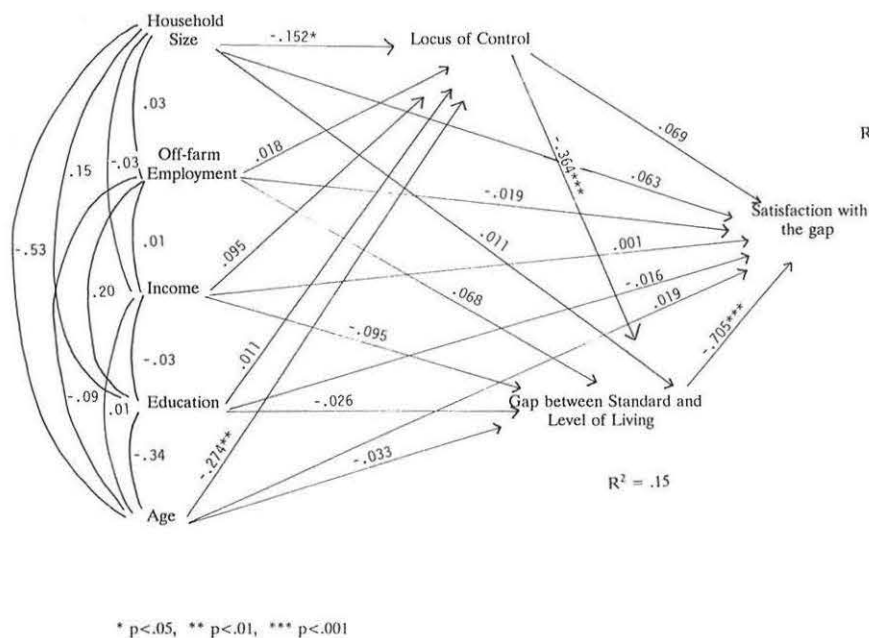 Household
Size
-.152*
Locus of Control
.03
.069
R
Off-farm
Employment
.018
-.364***
.15
-.03
.063
-.019
Satisfaction with
the gap
-.53
.01
.095
.011
.001
Income
.20
.068
-.016
.019
-.095
-.03
.011
-.705***
-.09
.01
Education
-.026
Gap between Standard and
Level of Living
-.34
-.274**
-.033
R² = .15
Age
* p<.05, ** p<.01, *** p<.001